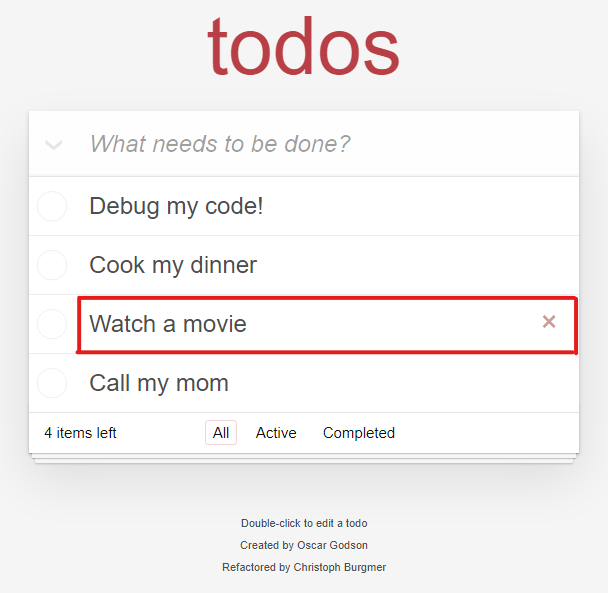 todos
What needs to be done?
Debug my code!
Cook my dinner
Watch a movie ×
Call my mom
4 items left All Active Completed
Double-click to edit a todo
Created by Oscar Godson
Refactored by Christoph Burgmer